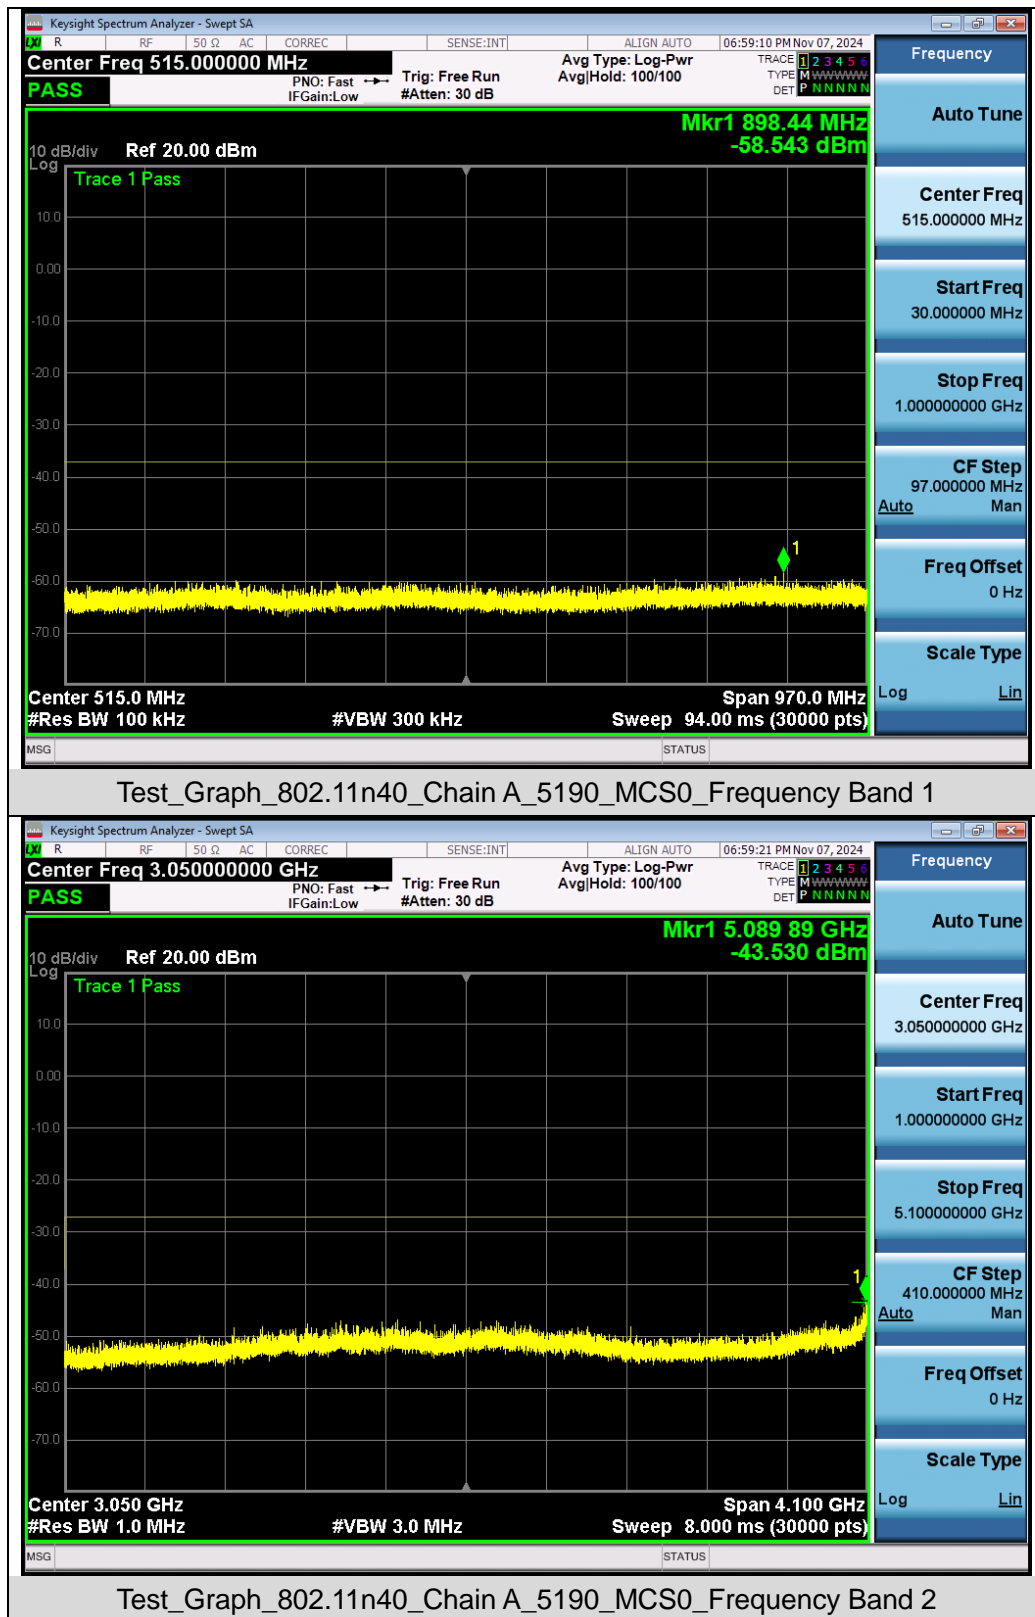 Keysight Spectrum Analyzer - Swept SA
LXI R RF 50 Ω AC CORREC SENSE:INT ALIGN AUTO 06:59:10 PM Nov 07, 2024
Center Freq 515.000000 MHz
PASS
PNO: Fast
IFGain:Low
Trig: Free Run
#Atten: 30 dB
Avg Type: Log-Pwr
Avg|Hold: 100/100
TRACE 1 2 3 4 5 6
TYPE M WWWWW
DET P N N N N N
Mkr1 898.44 MHz
-58.543 dBm
10 dB/div Ref 20.00 dBm
Log
Trace 1 Pass
10.0
0.00
-10.0
-20.0
-30.0
-40.0
-50.0
-60.0
-70.0
1
Center 515.0 MHz Span 970.0 MHz
#Res BW 100 kHz #VBW 300 kHz Sweep 94.00 ms (30000 pts)
MSG STATUS
Frequency
Auto Tune
Center Freq
515.000000 MHz
Start Freq
30.000000 MHz
Stop Freq
1.000000000 GHz
CF Step
97.000000 MHz
Auto Man
Freq Offset
0 Hz
Scale Type
Log Lin
Test_Graph_802.11n40_Chain A_5190_MCS0_Frequency Band 1
Keysight Spectrum Analyzer - Swept SA
LXI R RF 50 Ω AC CORREC SENSE:INT ALIGN AUTO 06:59:21 PM Nov 07, 2024
Center Freq 3.050000000 GHz
PASS
PNO: Fast
IFGain:Low
Trig: Free Run
#Atten: 30 dB
Avg Type: Log-Pwr
Avg|Hold: 100/100
TRACE 1 2 3 4 5 6
TYPE M WWWWW
DET P N N N N N
Mkr1 5.089 89 GHz
-43.530 dBm
10 dB/div Ref 20.00 dBm
Log
Trace 1 Pass
10.0
0.00
-10.0
-20.0
-30.0
-40.0
-50.0
-60.0
-70.0
1
Center 3.050 GHz Span 4.100 GHz
#Res BW 1.0 MHz #VBW 3.0 MHz Sweep 8.000 ms (30000 pts)
MSG STATUS
Frequency
Auto Tune
Center Freq
3.050000000 GHz
Start Freq
1.000000000 GHz
Stop Freq
5.100000000 GHz
CF Step
410.000000 MHz
Auto Man
Freq Offset
0 Hz
Scale Type
Log Lin
Test_Graph_802.11n40_Chain A_5190_MCS0_Frequency Band 2